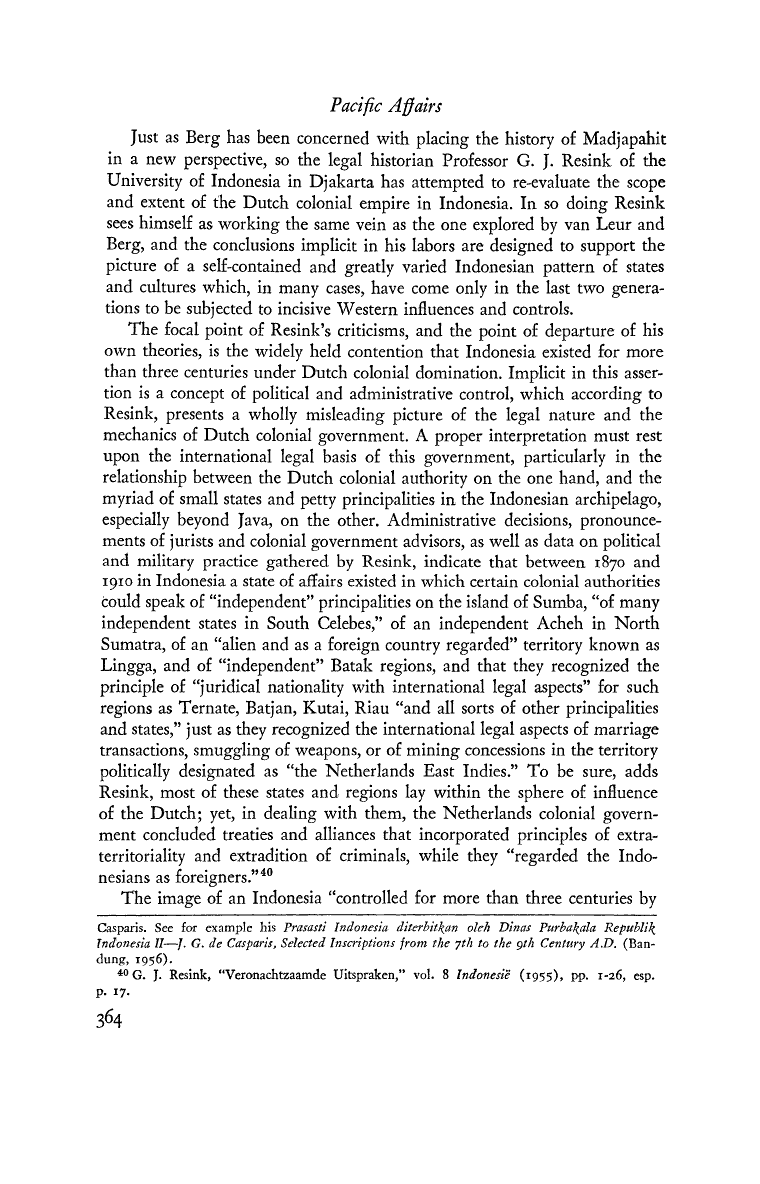 Pacific Affairs
Just as Berg has been concerned with placing the history of Madjapahit
in a new perspective, so the legal historian Professor G. J. Resink of the
University of Indonesia in Djakarta has attempted to re-evaluate the scope
and extent of the Dutch colonial empire in Indonesia. In so doing Resink
sees himself as working the same vein as the one explored by van Leur and
Berg, and the conclusions implicit in his labors are designed to support the
picture of a self-contained and greatly varied Indonesian pattern of states
and cultures which, in many cases, have come only in the last two genera-
tions to be subjected to incisive Western influences and controls.
The focal point of Resink's criticisms, and the point of departure of his
own theories, is the widely held contention that Indonesia existed for more
than three centuries under Dutch colonial domination. Implicit in this asser-
tion is a concept of political and administrative control, which according to
Resink, presents a wholly misleading picture of the legal nature and the
mechanics of Dutch colonial government. A proper interpretation must rest
upon the international legal basis of this government, particularly in the
relationship between the Dutch colonial authority on the one hand, and the
myriad of small states and petty principalities in the Indonesian archipelago,
especially beyond Java, on the other. Administrative decisions, pronounce-
ments of jurists and colonial government advisors, as well as data on political
and military practice gathered by Resink, indicate that between 1870 and
1910 in Indonesia a state of affairs existed in which certain colonial authorities
could speak of "independent" principalities on the island of Sumba, "of many
independent states in South Celebes," of an independent Acheh in North
Sumatra, of an "alien and as a foreign country regarded" territory known as
Lingga, and of "independent" Batak regions, and that they recognized the
principle of "juridical nationality with international legal aspects" for such
regions as Ternate, Batjan, Kutai, Riau "and all sorts of other principalities
and states," just as they recognized the international legal aspects of marriage
transactions, smuggling of weapons, or of mining concessions in the territory
politically designated as "the Netherlands East Indies." To be sure, adds
Resink, most of these states and regions lay within the sphere of influence
of the Dutch; yet, in dealing with them, the Netherlands colonial govern-
ment concluded treaties and alliances that incorporated principles of extra-
territoriality and extradition of criminals, while they "regarded the Indo-
nesians as foreigners."40
The image of an Indonesia "controlled for more than three centuries by
Casparis. See for example his Prasasti Indonesia diterbitkan oleh Dinas Purbakala Republik
Indonesia II—J. G. de Casparis, Selected Inscriptions from the 7th to the 9th Century A.D. (Ban-
dung, 1956).
40 G. J. Resink, "Veronachtzaamde Uitspraken," vol. 8 Indonesië (1955), pp. 1-26, esp.
p. 17.
364